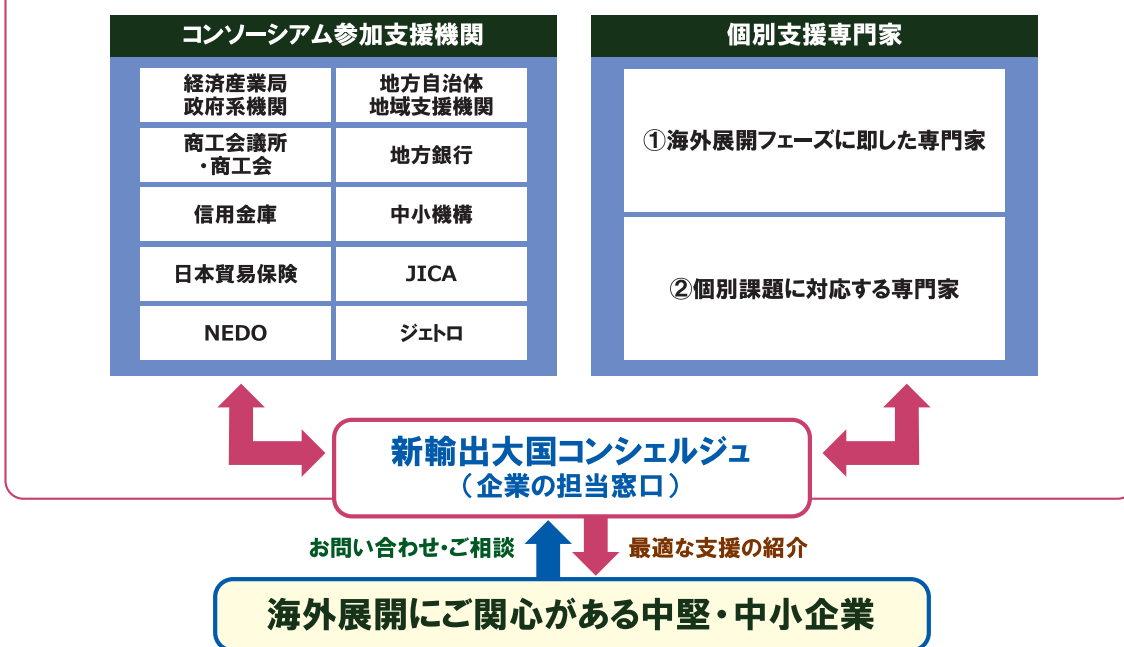 コンソーシアム参加支援機関
経済産業局
政府系機関
地方自治体
地域支援機関
商工会議所
・商工会
地方銀行
信用金庫
中小機構
日本貿易保険
JICA
NEDO
ジェトロ
個別支援専門家
①海外展開フェーズに即した専門家
②個別課題に対応する専門家
新輸出大国コンシェルジュ
（企業の担当窓口）
お問い合わせ・ご相談
最適な支援の紹介
海外展開にご関心がある中堅・中小企業